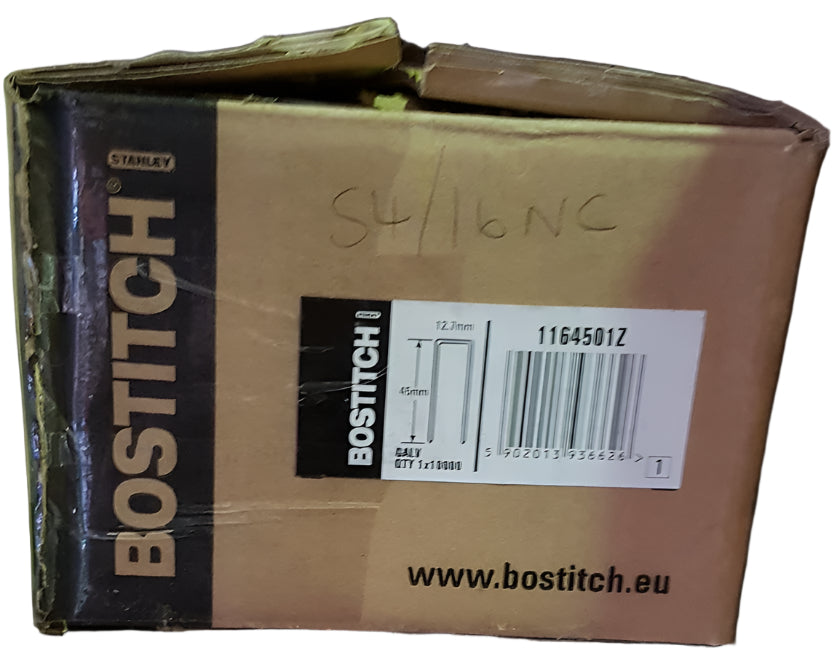 STANLEY
BOSTITCH
S4/16NC
BOSTITCH
12.7mm
45mm
GALV
QTY 1x10000
1164501Z
5 902013 936626 >
1
www.bostitch.eu